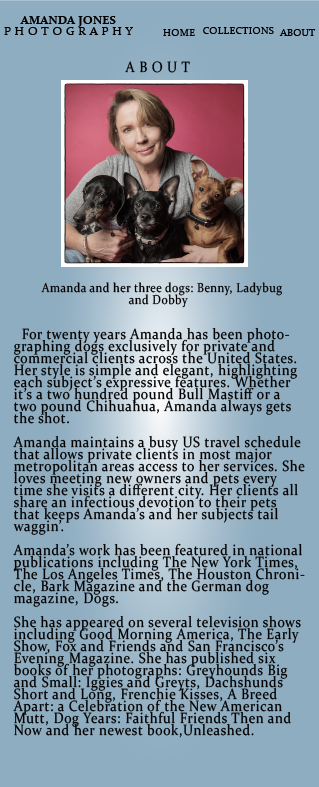 AMANDA JONES
PHOTOGRAPHY
HOME COLLECTIONS ABOUT
ABOUT
Amanda and her three dogs: Benny, Ladybug
and Dobby
For twenty years Amanda has been photo-
graphing dogs exclusively for private and
commercial clients across the United States.
Her style is simple and elegant, highlighting
each subject's expressive features. Whether
it's a two hundred pound Bull Mastiff or a
two pound Chihuahua, Amanda always gets
the shot.
Amanda maintains a busy US travel schedule
that allows private clients in most major
metropolitan areas access to her services. She
loves meeting new owners and pets every
time she visits a different city. Her clients all
share an infectious devotion to their pets
that keeps Amanda's and her subjects tail
waggin'.
Amanda's work has been featured in national
publications including The New York Times,
The Los Angeles Times, The Houston Chroni-
cle, Bark Magazine and the German dog
magazine, Dogs.
She has appeared on several television shows
including Good Morning America, The Early
Show, Fox and Friends and San Francisco's
Evening Magazine. She has published six
books of her photographs: Greyhounds Big
and Small: Iggies and Greyts, Dachshunds
Short and Long, Frenchie Kisses, A Breed
Apart: a Celebration of the New American
Mutt, Dog Years: Faithful Friends Then and
Now and her newest book,Unleashed.